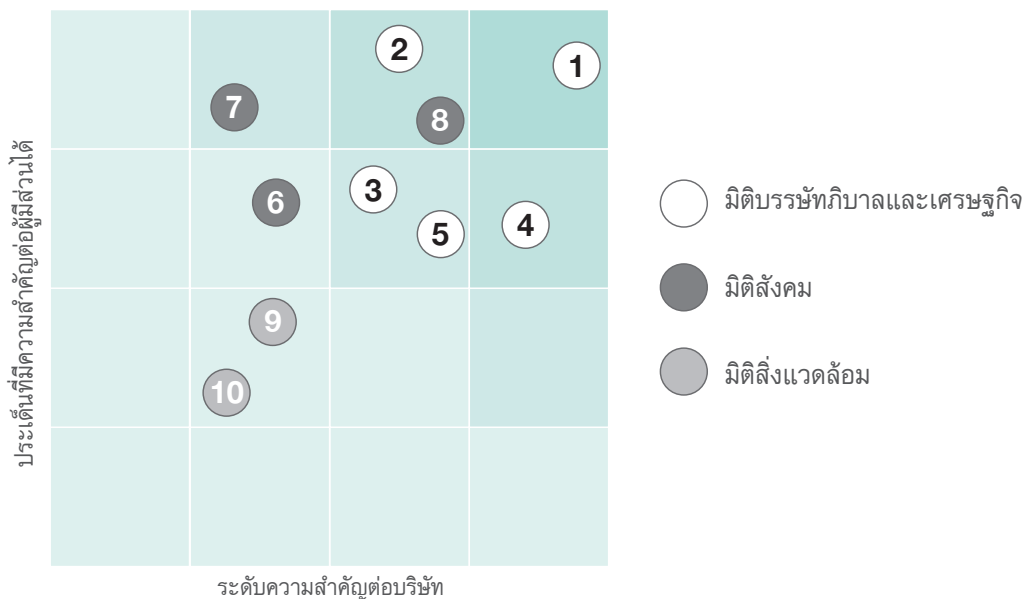 2
1
7
8
3
6
5
4
9
10
ประเด็นที่มีความสำคัญต่อผู้มีส่วนได้
ระดับความสำคัญต่อบริษัท
มิติบรรษัทภิบาลและเศรษฐกิจ
มิติสังคม
มิติสิ่งแวดล้อม